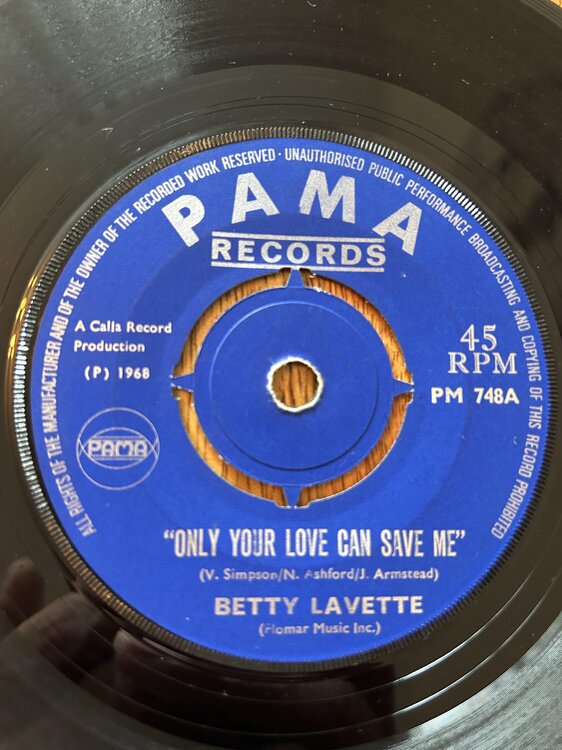 ALL RIGHTS OF THE MANUFACTURER AND OF THE OWNER OF THE RECORDED WORK RESERVED · UNAUTHORISED PUBLIC PERFORMANCE BROADCASTING AND COPYING OF THIS RECORD PROHIBITED
PAMA
RECORDS
A Calla Record
Production
(P) 1968
45
RPM
PM 748A
PAMA
"ONLY YOUR LOVE CAN SAVE ME"
(V. Simpson/N. Ashford/J. Armstead)
BETTY LAVETTE
(Flomar Music Inc.)